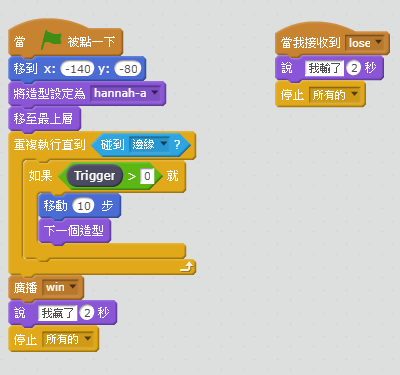 當 被點一下
移到 x: -140 y: -80
將造型設定為 hannah-a
移至最上層
重複執行直到 碰到 邊緣 ?
如果 Trigger > 0 就
移動 10 步
下一個造型
廣播 win
說 我贏了 2 秒
停止 所有的
當我接收到 lose
說 我輸了 2 秒
停止 所有的